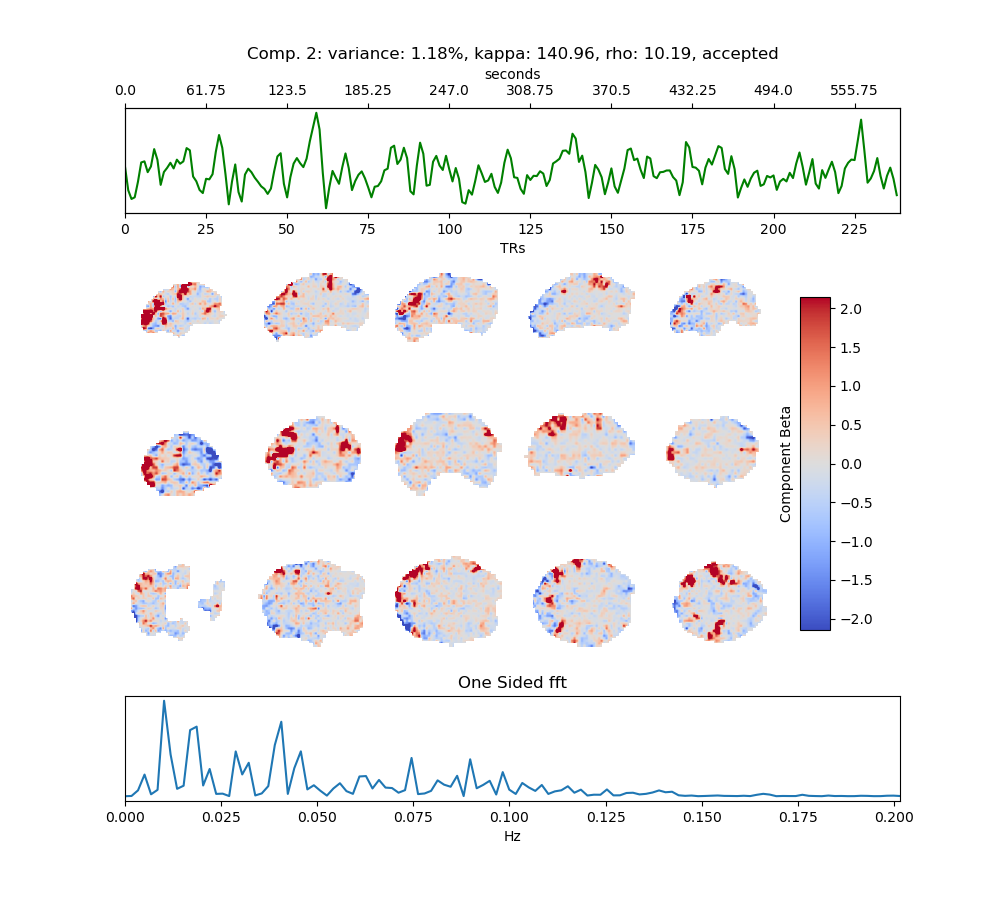 Comp. 2: variance: 1.18%, kappa: 140.96, rho: 10.19, accepted
seconds
0.0 61.75 123.5 185.25 247.0 308.75 370.5 432.25 494.0 555.75
0 25 50 75 100 125 150 175 200 225
TRs
2.0
1.5
1.0
0.5
0.0
−0.5
−1.0
−1.5
−2.0
Component Beta
One Sided fft
0.000 0.025 0.050 0.075 0.100 0.125 0.150 0.175 0.200
Hz